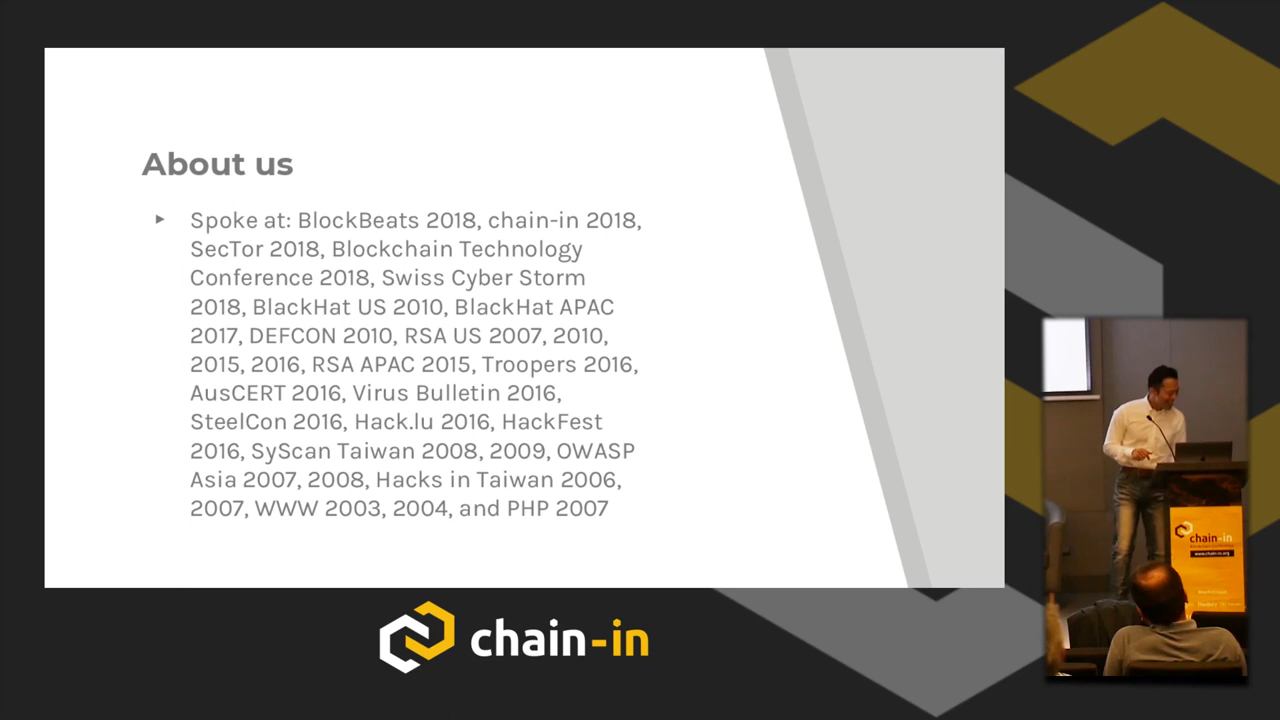 About us
▸ Spoke at: BlockBeats 2018, chain-in 2018,
SecTor 2018, Blockchain Technology
Conference 2018, Swiss Cyber Storm
2018, BlackHat US 2010, BlackHat APAC
2017, DEFCON 2010, RSA US 2007, 2010,
2015, 2016, RSA APAC 2015, Troopers 2016,
AusCERT 2016, Virus Bulletin 2016,
SteelCon 2016, Hack.lu 2016, HackFest
2016, SyScan Taiwan 2008, 2009, OWASP
Asia 2007, 2008, Hacks in Taiwan 2006,
2007, WWW 2003, 2004, and PHP 2007
chain-in
chain-in
www.chain-in.org